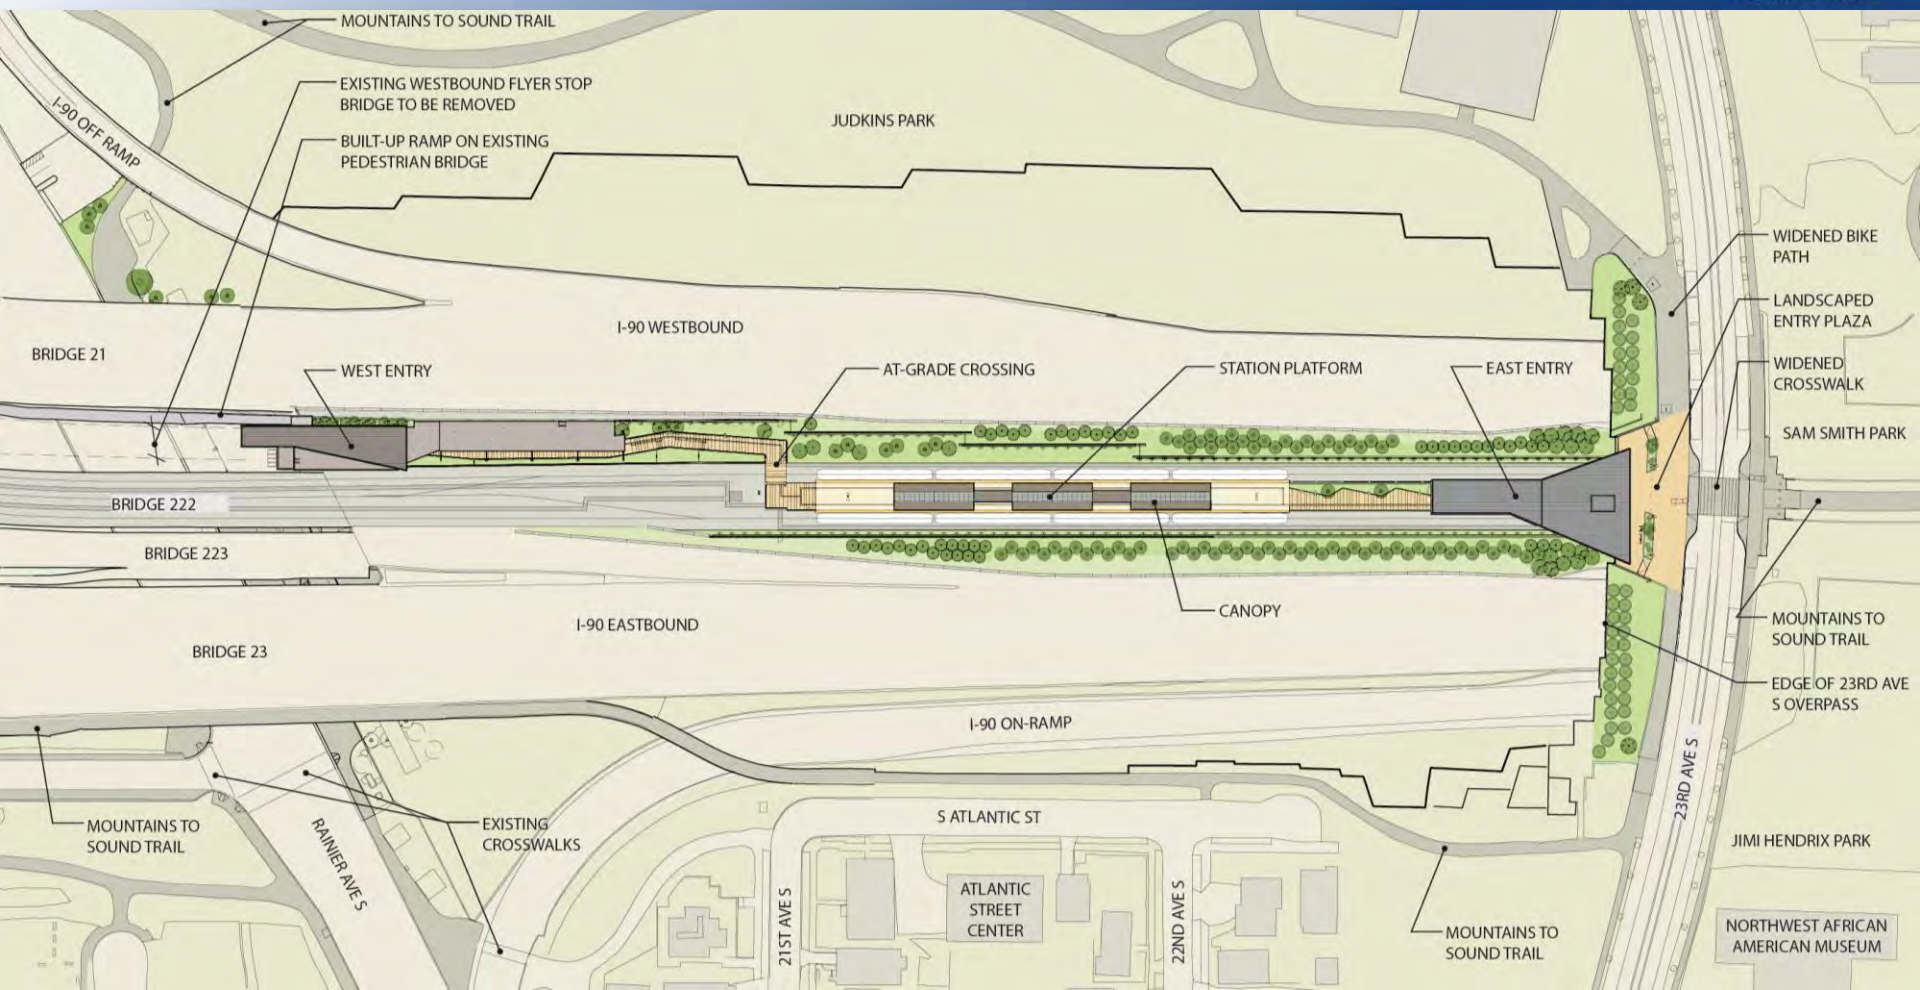 MOUNTAINS TO SOUND TRAIL
EXISTING WESTBOUND FLYER STOP
BRIDGE TO BE REMOVED
I-90 OFF RAMP
JUDKINS PARK
BUILT-UP RAMP ON EXISTING
PEDESTRIAN BRIDGE
WIDENED BIKE
PATH
LANDSCAPED
ENTRY PLAZA
I-90 WESTBOUND
BRIDGE 21
WEST ENTRY
AT-GRADE CROSSING
STATION PLATFORM
EAST ENTRY
WIDENED
CROSSWALK
SAM SMITH PARK
BRIDGE 222
BRIDGE 223
CANOPY
I-90 EASTBOUND
MOUNTAINS TO
SOUND TRAIL
BRIDGE 23
EDGE OF 23RD AVE
S OVERPASS
I-90 ON-RAMP
23RD AVE S
MOUNTAINS TO
SOUND TRAIL
RAINIER AVE S
EXISTING
CROSSWALKS
S ATLANTIC ST
JIMI HENDRIX PARK
21ST AVE S
ATLANTIC
STREET
CENTER
22ND AVE S
MOUNTAINS TO
SOUND TRAIL
NORTHWEST AFRICAN
AMERICAN MUSEUM